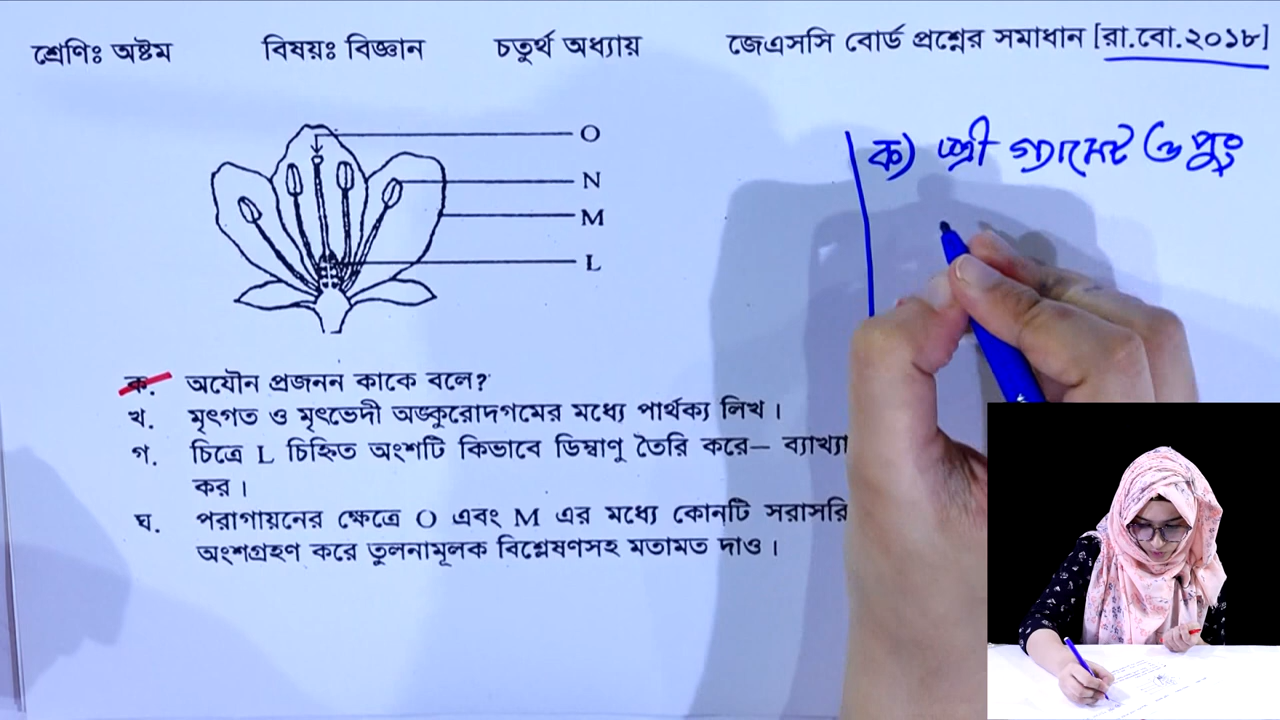 শ্রেণিঃ অষ্টম বিষয়ঃ বিজ্ঞান চতুর্থ অধ্যায় জেএসসি বোর্ড প্রশ্নের সমাধান [রা.বো.২০১৮]
O
N
M
L
ক. অযৌন প্রজনন কাকে বলে?
খ. মৃৎগত ও মৃৎভেদী অঙ্কুরোদগমের মধ্যে পার্থক্য লিখ।
গ. চিত্রে L চিহ্নিত অংশটি কিভাবে ডিম্বাণু তৈরি করে– ব্যাখ্যা
কর।
ঘ. পরাগায়নের ক্ষেত্রে O এবং M এর মধ্যে কোনটি সরাসরি
অংশগ্রহণ করে তুলনামূলক বিশ্লেষণসহ মতামত দাও।
ক) স্ত্রী গ্যামেট ও পুং